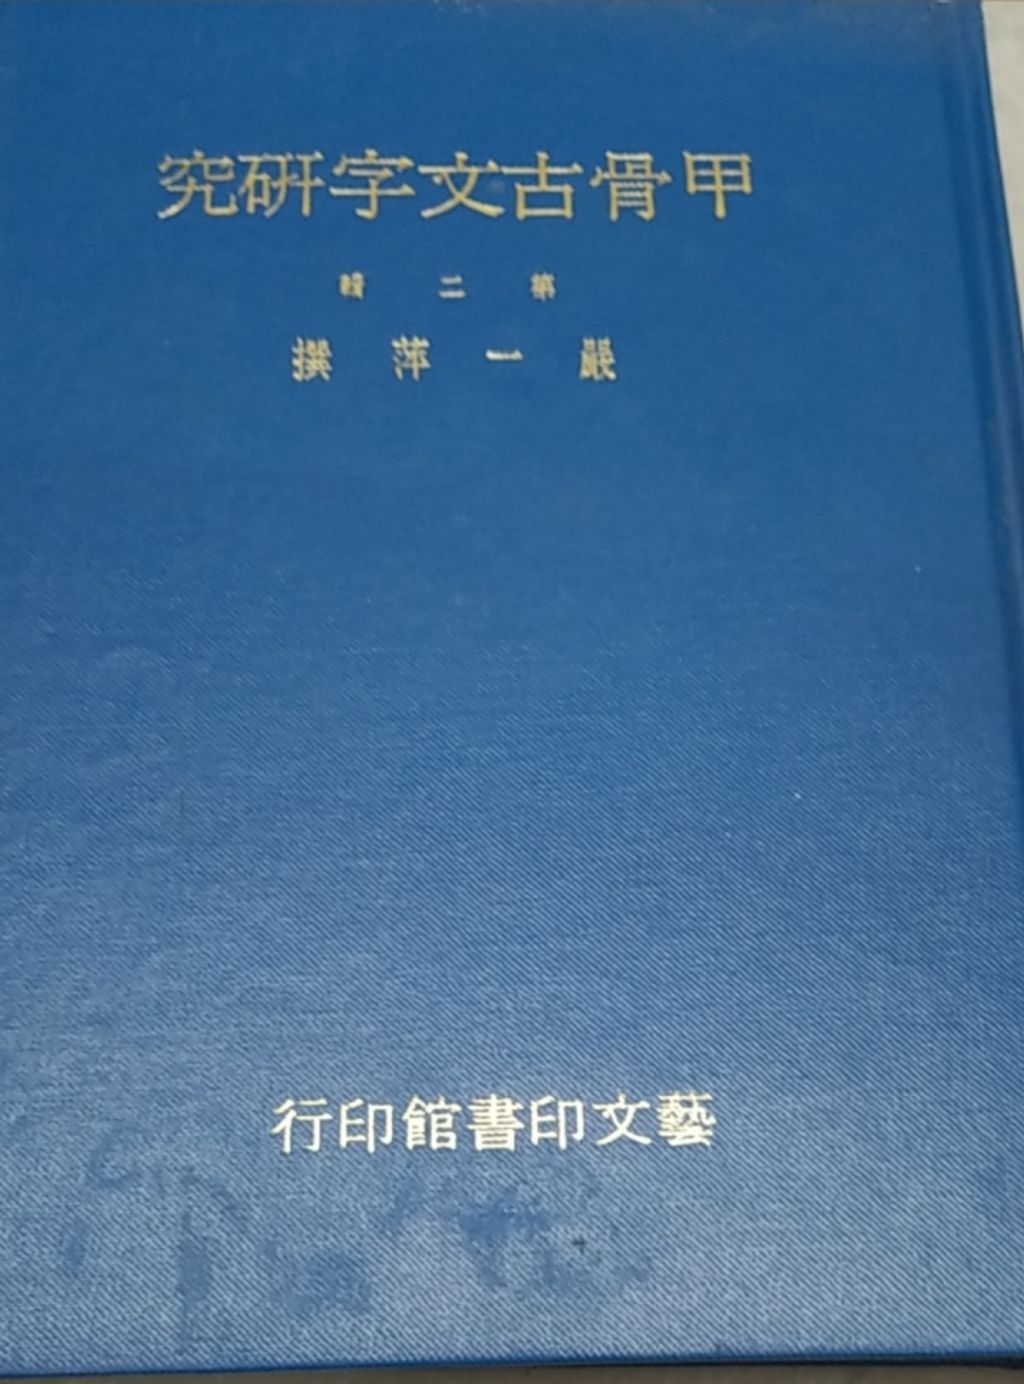 甲骨古文字研究
第二輯
嚴一萍撰
藝文印書館印行